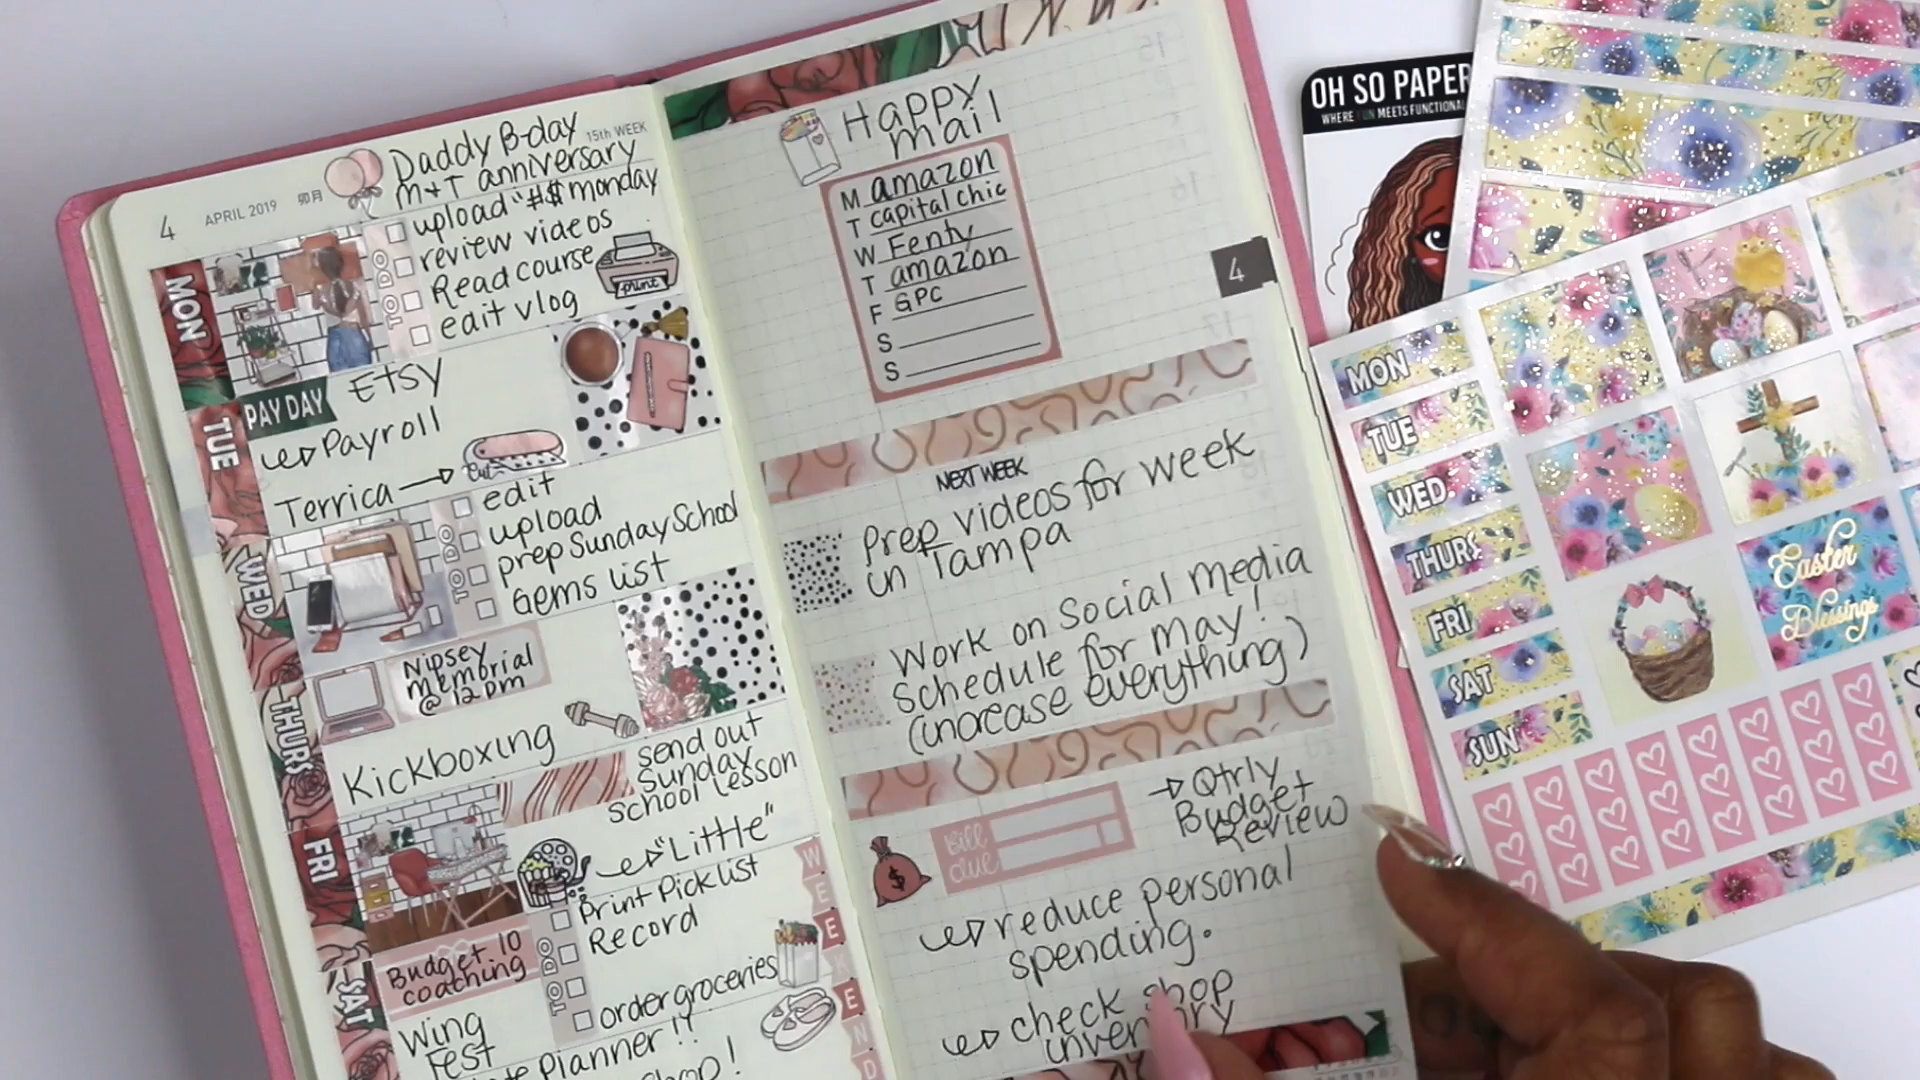 4 APRIL 2019 卯月
15th WEEK
Daddy B-day
M+T anniversary
MON
TO DO
upload "#$ monday
review videos
Read course
edit vlog
print
PAY DAY
Etsy
TUE
Payroll
Terrica
Cut
WED
TO DO
edit
upload
prep Sunday School
Gems list
Nipsey
memorial
@ 12pm
THURS
Kickboxing
send out
Sunday
school lesson
FRI
"Little"
Budget 10
coaching
TO DO
Print Pick list
Record
order groceries
SAT
Wing
Fest
Planner!!
shop!
WEEKEND
Happy
mail
M amazon
T capital chic
W Fenty
T amazon
F GPC
S
S
15
16
4
17
NEXT WEEK
Prep videos for week
in Tampa
Work on Social media
Schedule for may!
(increase everything)
Bill
due
Qtrly
Budget
Review
$
reduce personal
spending.
check shop
inventory
OH SO PAPER
WHERE FUN MEETS FUNCTIONAL
MON
TUE
WED
THURS
FRI
SAT
SUN
Easter
Blessings